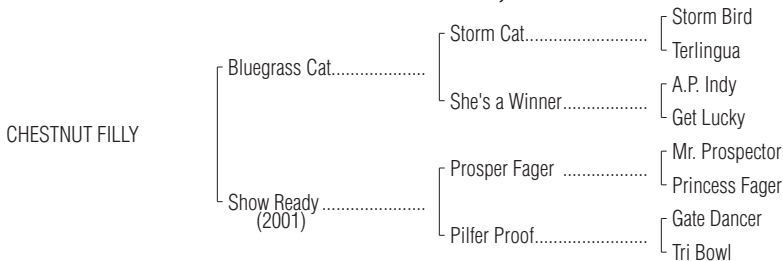 Storm Bird
Storm Cat.............................
Terlingua
Bluegrass Cat......................
A.P. Indy
She's a Winner....................
Get Lucky
CHESTNUT FILLY
Mr. Prospector
Prosper Fager ....................
Princess Fager
Show Ready ........................
(2001)
Gate Dancer
Pilfer Proof...........................
Tri Bowl